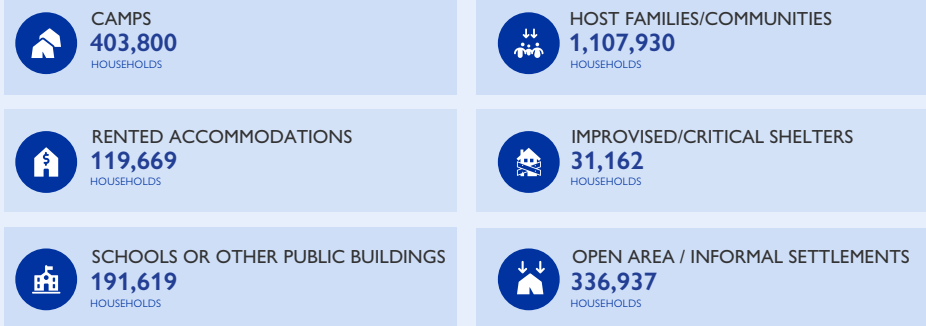 CAMPS
403,800
HOUSEHOLDS
HOST FAMILIES/COMMUNITIES
1,107,930
HOUSEHOLDS
RENTED ACCOMMODATIONS
119,669
HOUSEHOLDS
IMPROVISED/CRITICAL SHELTERS
31,162
HOUSEHOLDS
SCHOOLS OR OTHER PUBLIC BUILDINGS
191,619
HOUSEHOLDS
OPEN AREA / INFORMAL SETTLEMENTS
336,937
HOUSEHOLDS